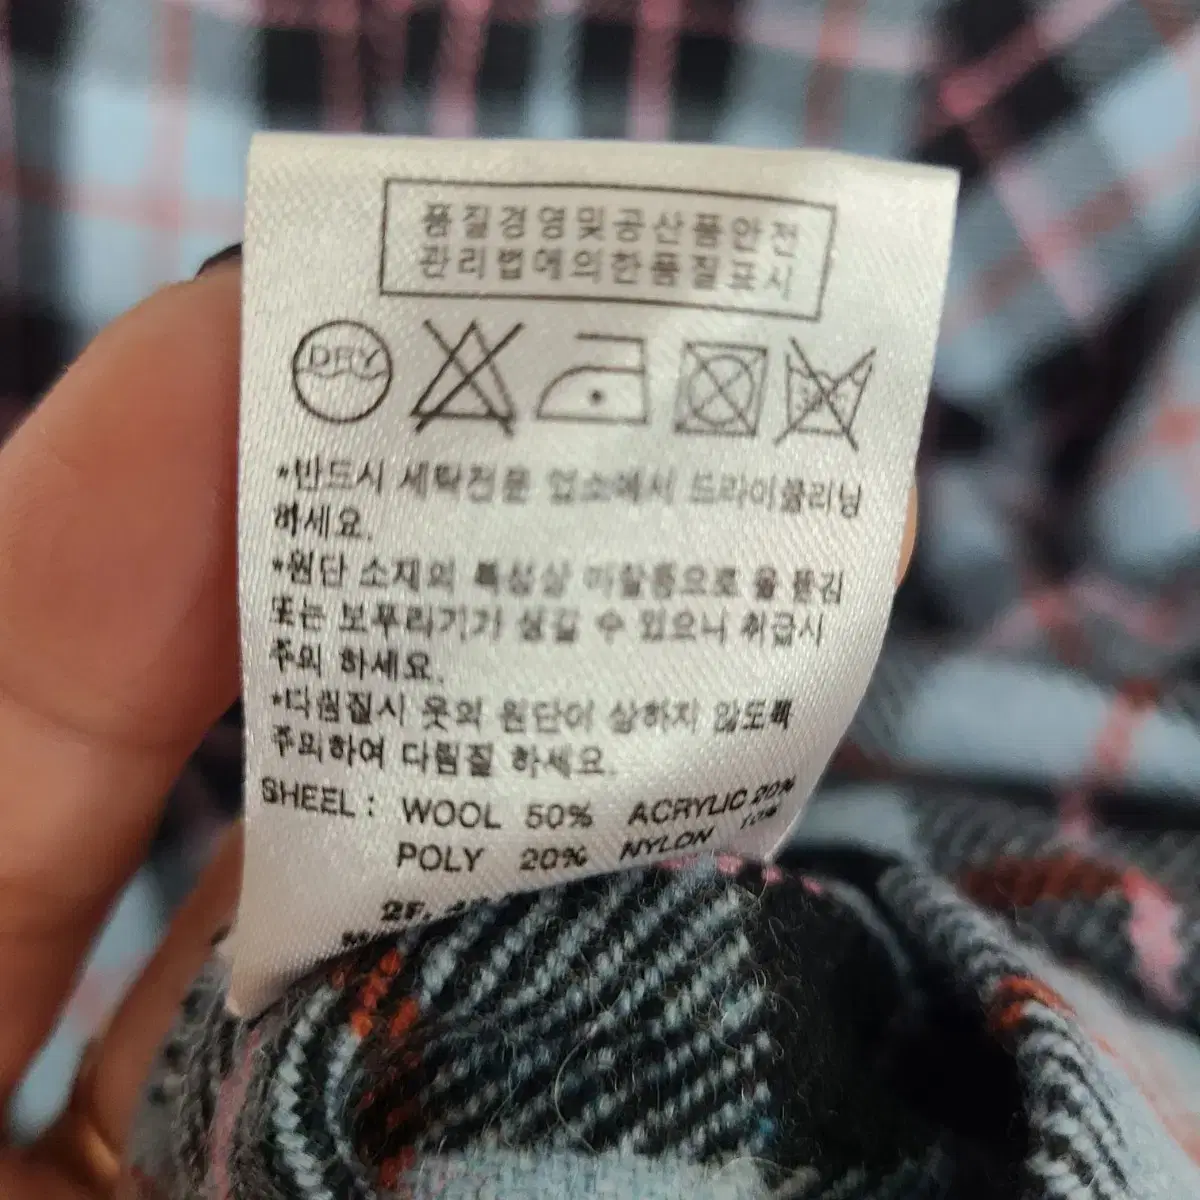 품질경영및공산품안전
관리법에의한품질표시
DRY
*반드시 세탁전문 업소에서 드라이클리닝
하세요.
*원단 소재의 특성상 마찰등으로 올 뜯김
또는 보푸라기가 생길 수 있으니 취급시
주의 하세요.
*다림질시 옷의 원단이 상하지 않도록
주의하여 다림질 하세요.
SHEEL : WOOL 50% ACRYLIC 20%
POLY 20% NYLON 10%